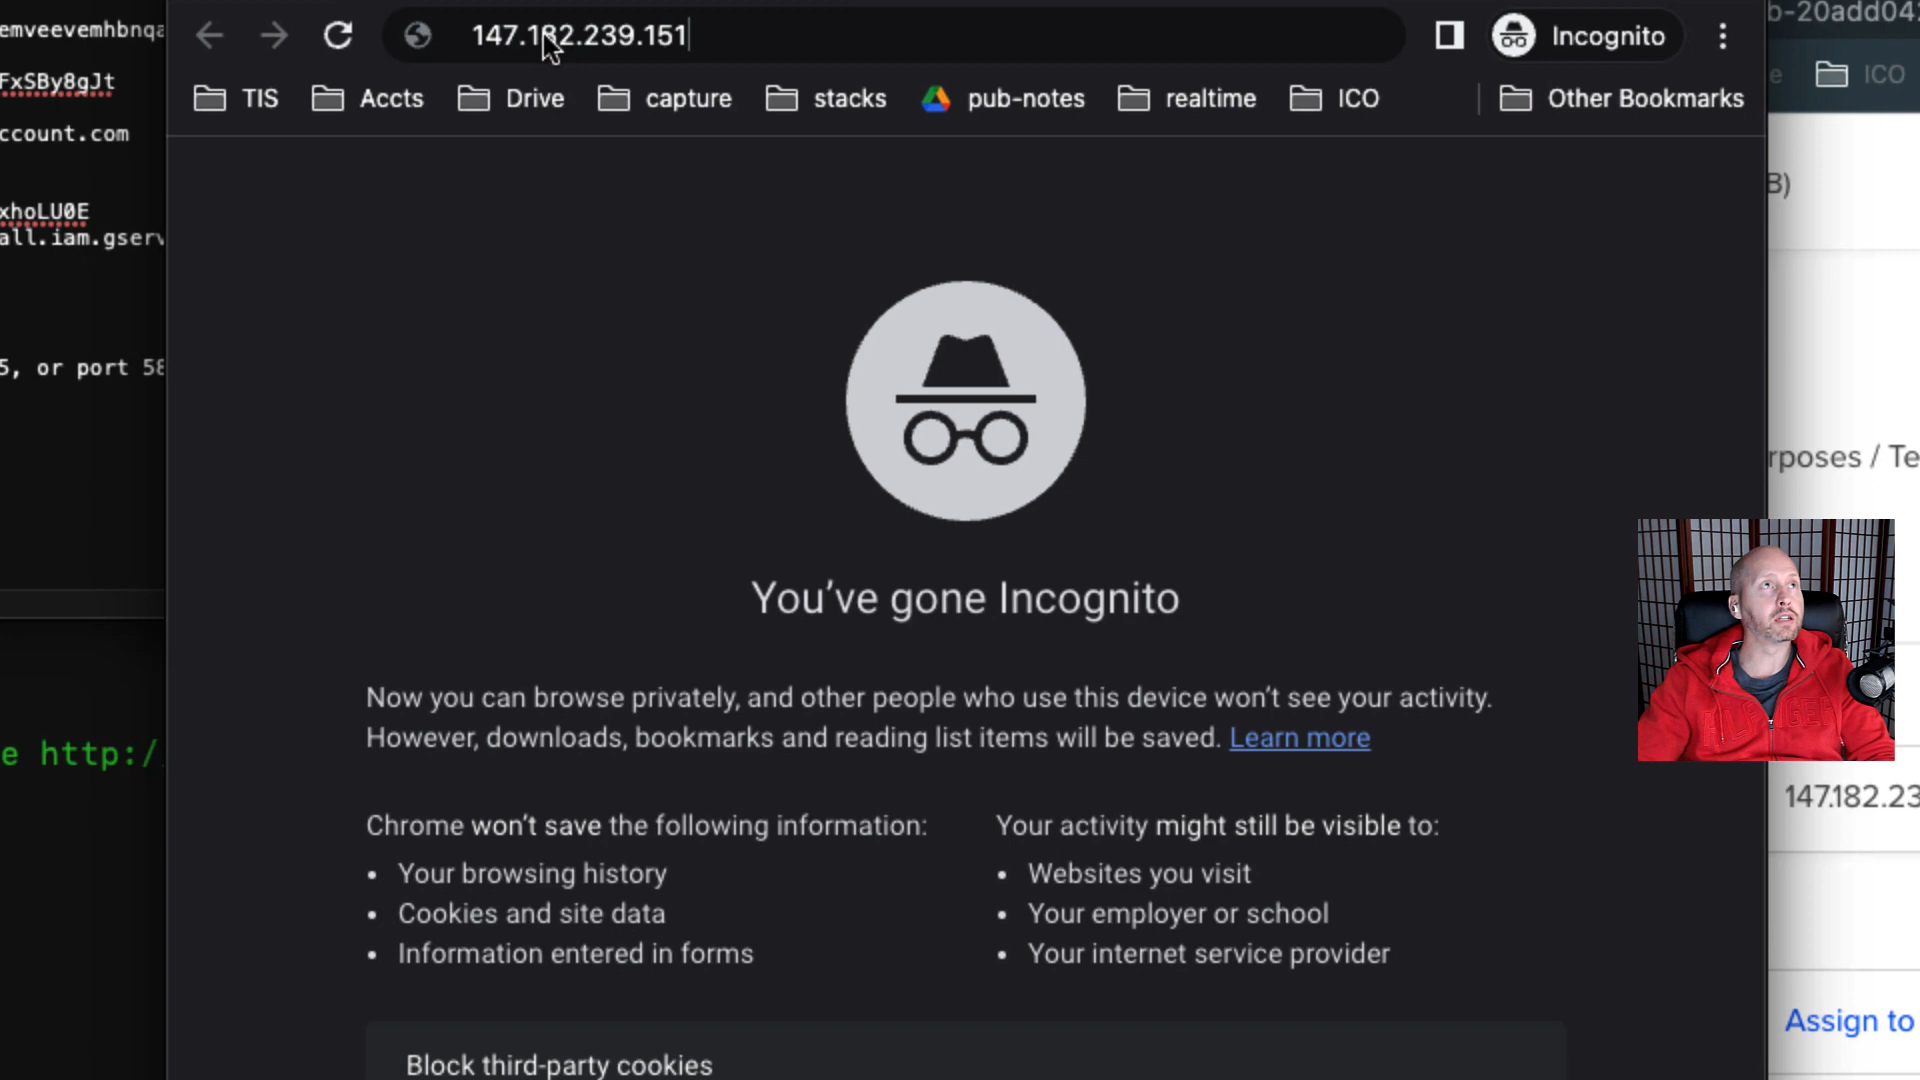 emveevemhbnqa
FxSBy8gJt
ccount.com
xhoLU0E
all.iam.gserv
5, or port 58
e http:/
147.182.239.151
Incognito
TIS
Accts
Drive
capture
stacks
pub-notes
realtime
ICO
Other Bookmarks
You've gone Incognito
Now you can browse privately, and other people who use this device won't see your activity.
However, downloads, bookmarks and reading list items will be saved. Learn more
Chrome won't save the following information:
• Your browsing history
• Cookies and site data
• Information entered in forms
Your activity might still be visible to:
• Websites you visit
• Your employer or school
• Your internet service provider
Block third-party cookies
b-20add04
e
ICO
B)
rposes / Te
147.182.23
Assign to